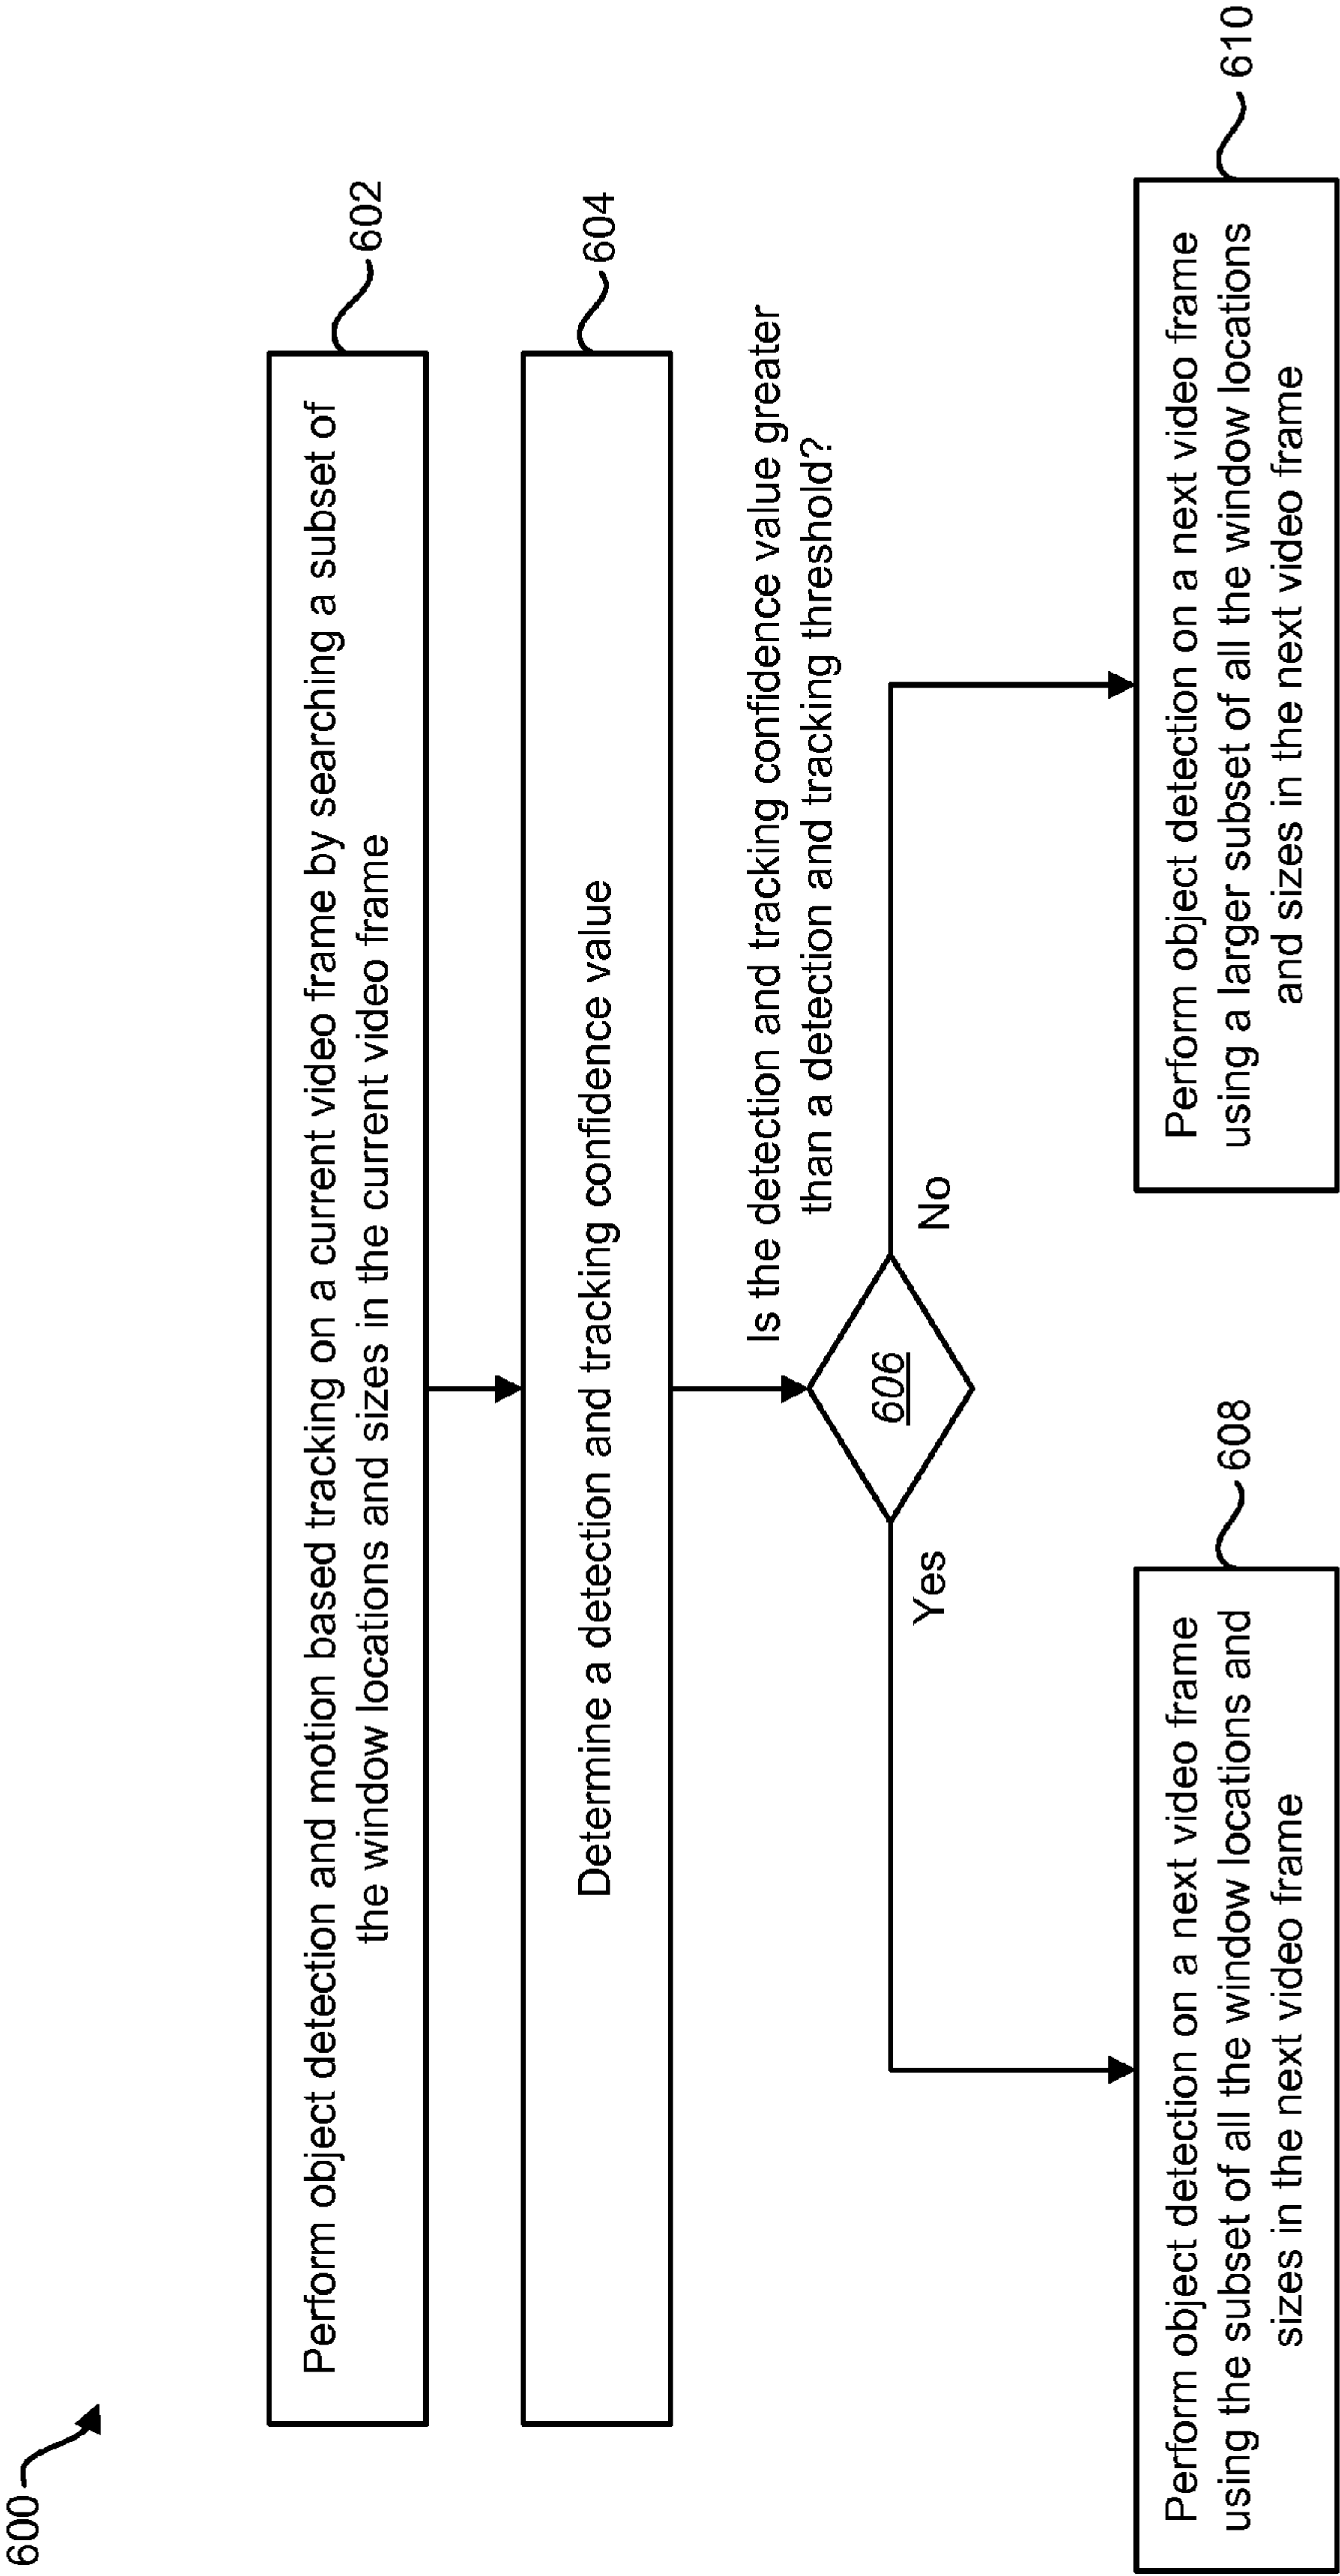 600
Perform object detection and motion based tracking on a current video frame by searching a subset of
the window locations and sizes in the current video frame
602
Determine a detection and tracking confidence value
604
Is the detection and tracking confidence value greater
than a detection and tracking threshold?
606
Yes
No
Perform object detection on a next video frame
using the subset of all the window locations and
sizes in the next video frame
608
Perform object detection on a next video frame
using a larger subset of all the window locations
and sizes in the next video frame
610